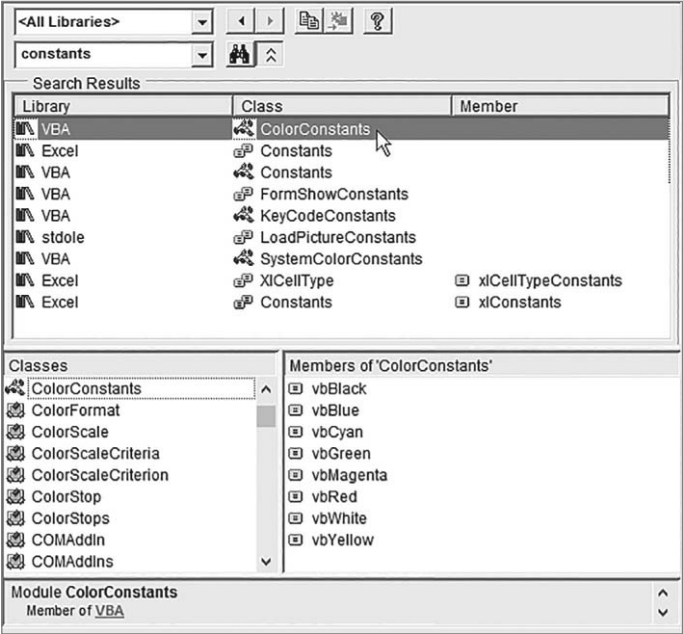 <All Libraries>
constants
Search Results
Library Class Member
VBA ColorConstants
Excel Constants
VBA Constants
VBA FormShowConstants
VBA KeyCodeConstants
stdole LoadPictureConstants
VBA SystemColorConstants
Excel XlCellType xlCellTypeConstants
Excel Constants xlConstants
Classes
ColorConstants
ColorFormat
ColorScale
ColorScaleCriteria
ColorScaleCriterion
ColorStop
ColorStops
COMAddIn
COMAddIns
Members of 'ColorConstants'
vbBlack
vbBlue
vbCyan
vbGreen
vbMagenta
vbRed
vbWhite
vbYellow
Module ColorConstants
Member of VBA